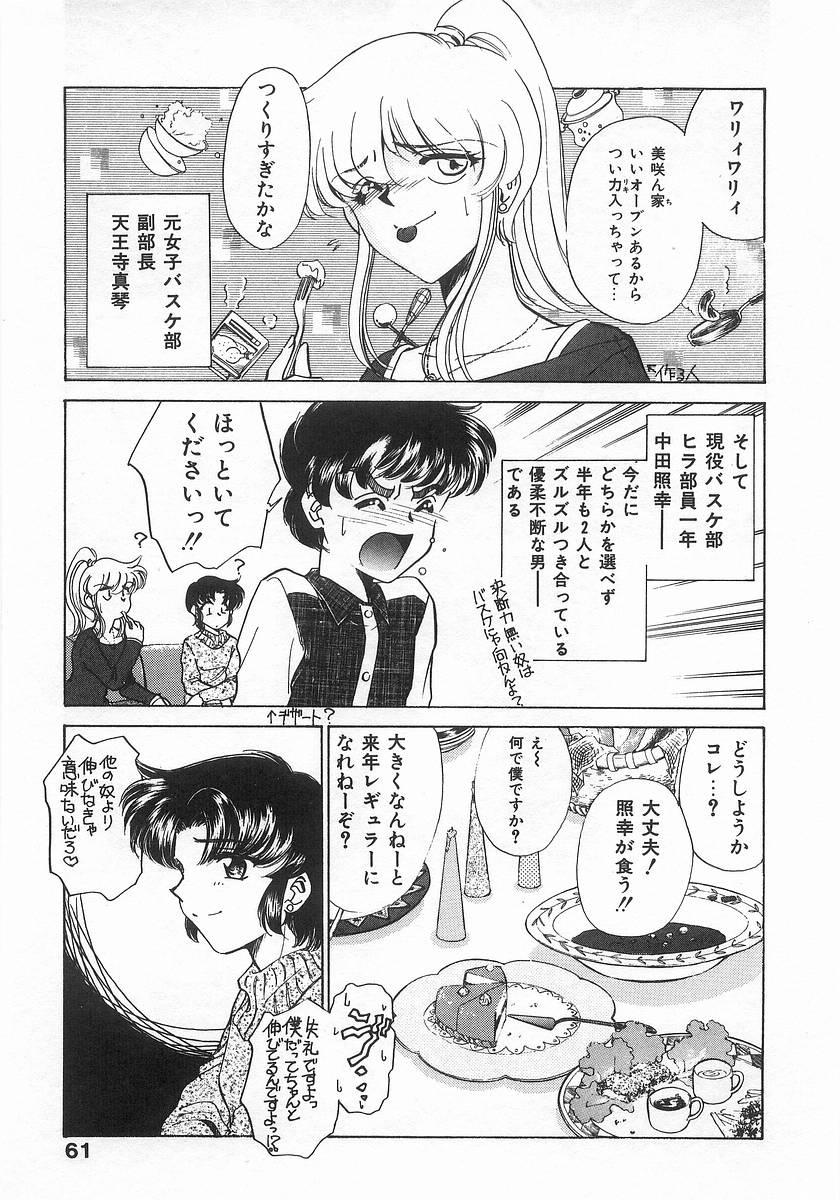 ワリィワリィ
美咲ん家
ち
いいオーブンあるから
つい力入っちゃって…
リキ
つくりすぎたかな
元女子バスケ部
副部長
天王寺真琴
作る人
そして
現役バスケ部
ヒラ部員一年
中田照幸——
今だに
どちらかを選べず
半年も2人と
ズルズルつき合っている
優柔不断な男——
である
決断力無い奴は
バスケにゃ向かんよ?
ほっといて
くださいっ!!
?
?
↑デザート?
どうしようか
コレ…?
大丈夫!
照幸が食う!!
え〜
何で僕ですか?
大きくなんねーと
来年レギュラーに
なれねーぞ?
失礼ですよっ
僕だってちゃんと
伸びてるんですよっ!?
他の奴より
伸びなきゃ
意味ないだろ♡
61